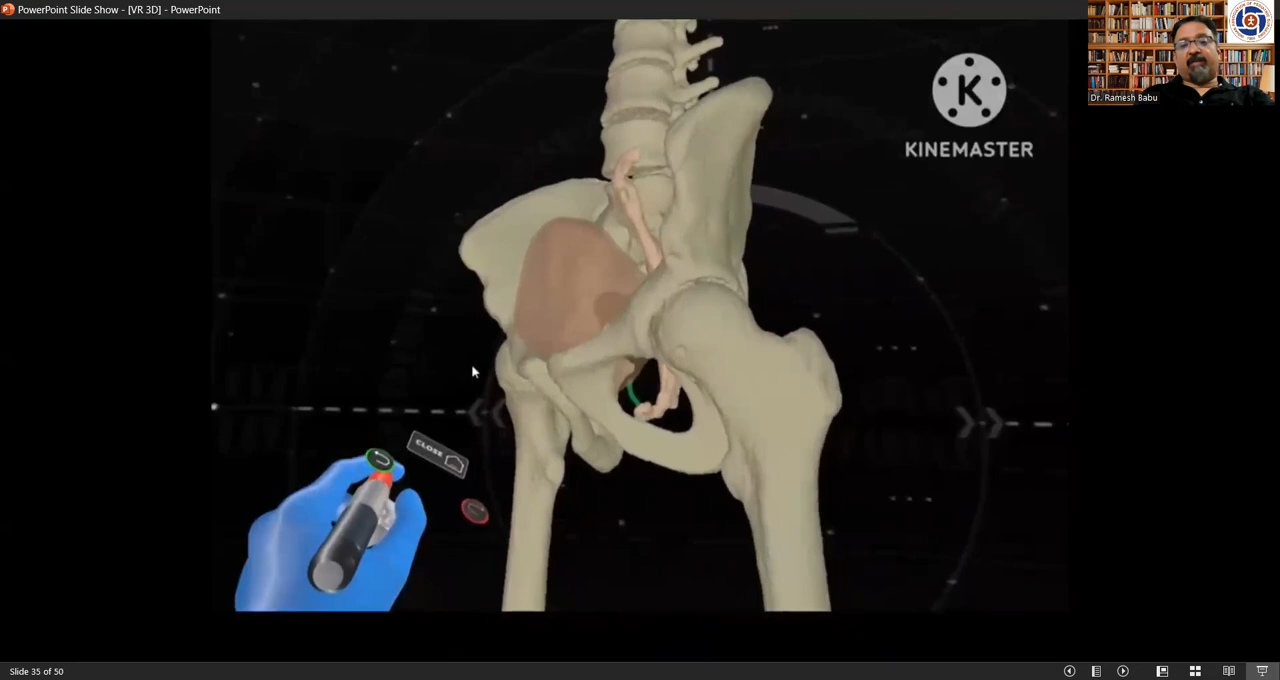 PowerPoint Slide Show - [VR 3D] - PowerPoint
Dr. Ramesh Babu
K
KINEMASTER
CLOSE
Slide 35 of 50